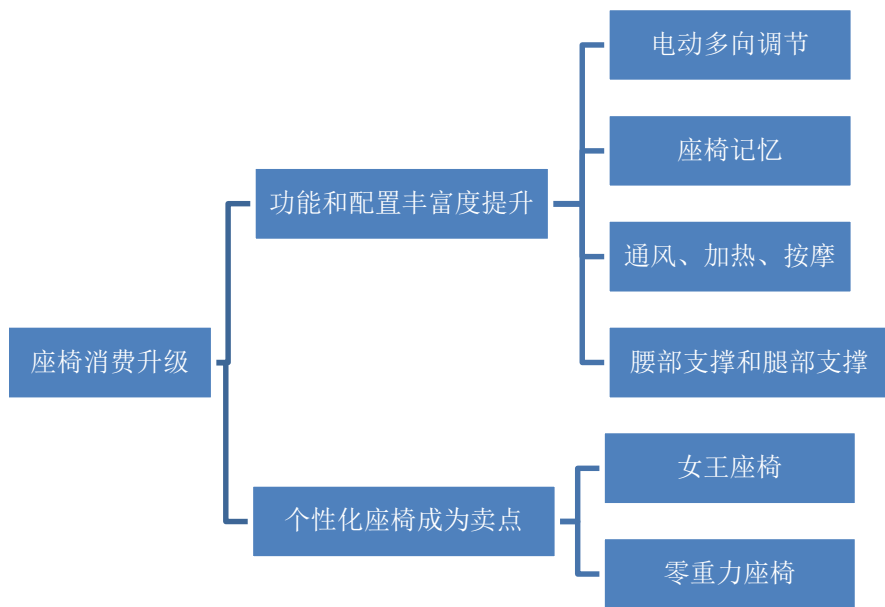 座椅消费升级
功能和配置丰富度提升
电动多向调节
座椅记忆
通风、加热、按摩
腰部支撑和腿部支撑
个性化座椅成为卖点
女王座椅
零重力座椅